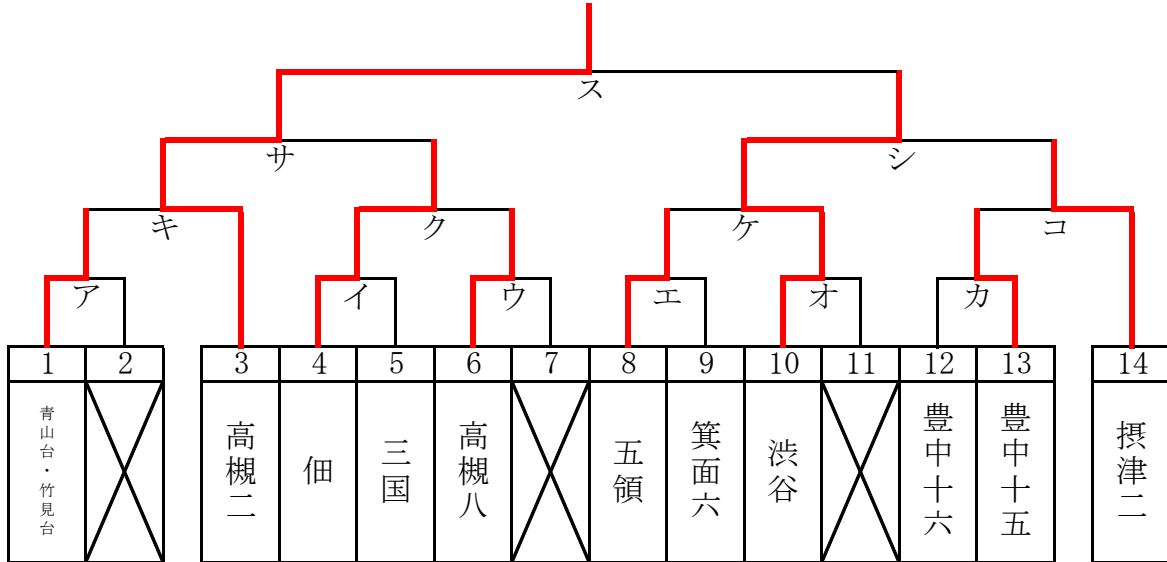 ス
サ
シ
キ
ク
ケ
コ
ア
イ
ウ
エ
オ
カ
1
2
3
4
5
6
7
8
9
10
11
12
13
14
青山台・竹見台
高槻二
佃
三国
高槻八
五領
箕面六
渋谷
豊中十六
豊中十五
摂津二